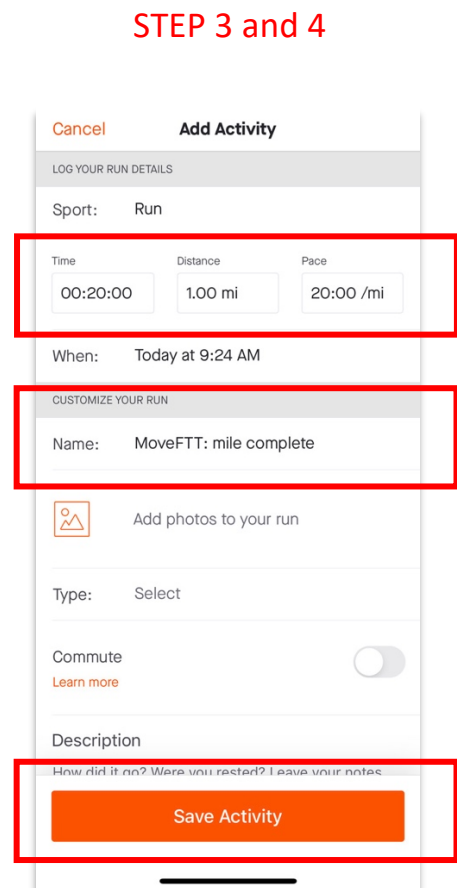 STEP 3 and 4
Cancel Add Activity
LOG YOUR RUN DETAILS
Sport: Run
Time Distance Pace
00:20:00 1.00 mi 20:00 /mi
When: Today at 9:24 AM
CUSTOMIZE YOUR RUN
Name: MoveFTT: mile complete
Add photos to your run
Type: Select
Commute
Learn more
Description
How did it go? Were you rested? Leave your notes
Save Activity